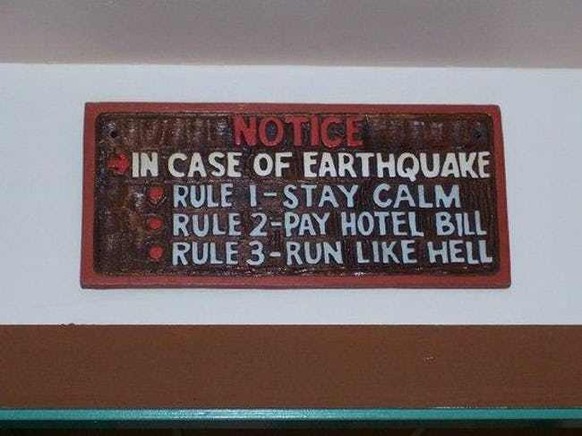 NOTICE
IN CASE OF EARTHQUAKE
RULE 1-STAY CALM
RULE 2-PAY HOTEL BILL
RULE 3-RUN LIKE HELL